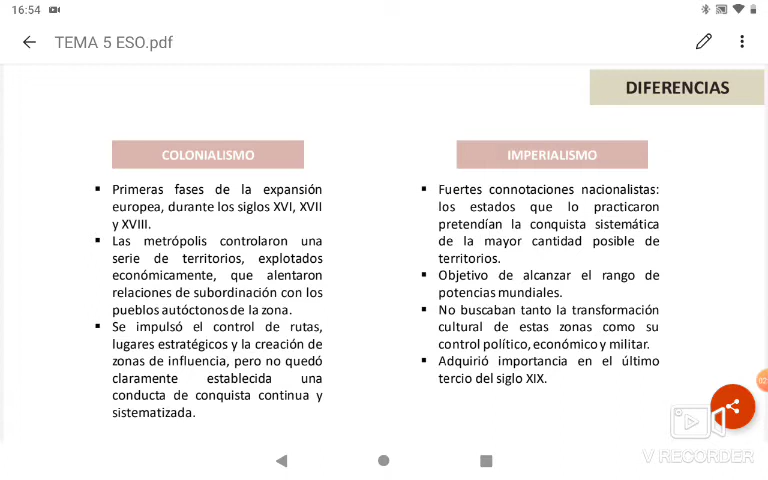 16:54
TEMA 5 ESO.pdf
DIFERENCIAS
COLONIALISMO
Primeras fases de la expansión
europea, durante los siglos XVI, XVII
y XVIII.
Las metrópolis controlaron una
serie de territorios, explotados
económicamente, que alentaron
relaciones de subordinación con los
pueblos autóctonos de la zona.
Se impulsó el control de rutas,
lugares estratégicos y la creación de
zonas de influencia, pero no quedó
claramente establecida una
conducta de conquista continua y
sistematizada.
IMPERIALISMO
Fuertes connotaciones nacionalistas:
los estados que lo practicaron
pretendían la conquista sistemática
de la mayor cantidad posible de
territorios.
Objetivo de alcanzar el rango de
potencias mundiales.
No buscaban tanto la transformación
cultural de estas zonas como su
control político, económico y militar.
Adquirió importancia en el último
tercio del siglo XIX.
V RECORDER